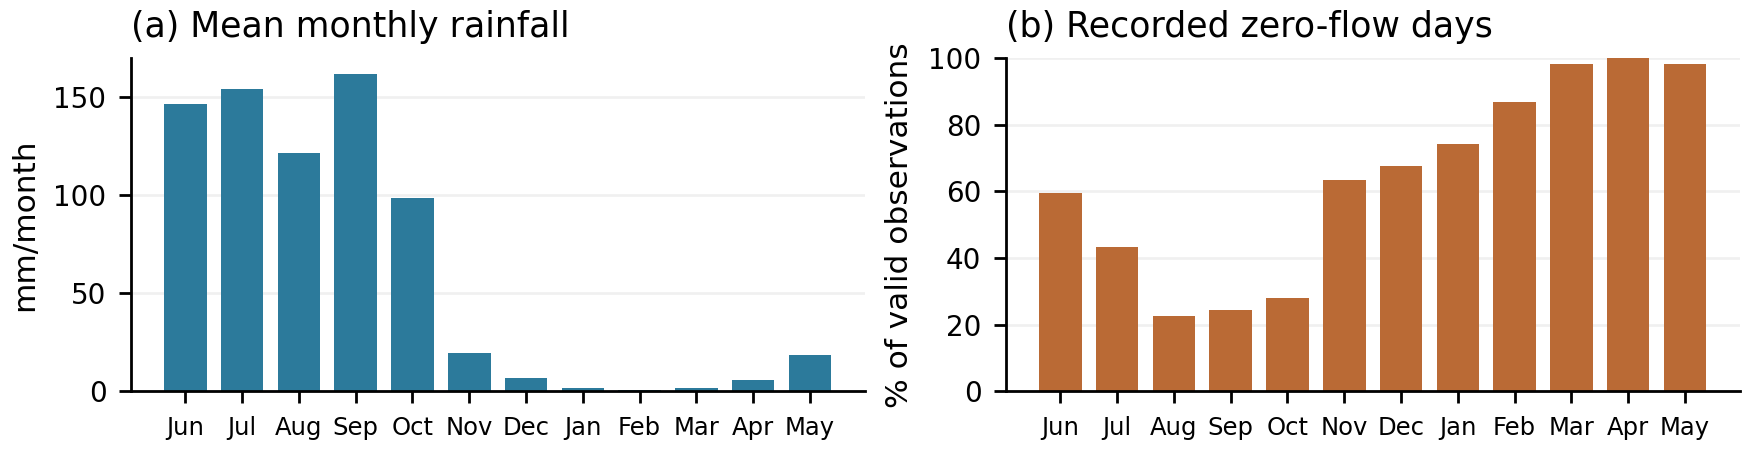 (a) Mean monthly rainfall
mm/month
150
100
50
0
Jun Jul Aug Sep Oct Nov Dec Jan Feb Mar Apr May
(b) Recorded zero-flow days
% of valid observations
100
80
60
40
20
0
Jun Jul Aug Sep Oct Nov Dec Jan Feb Mar Apr May